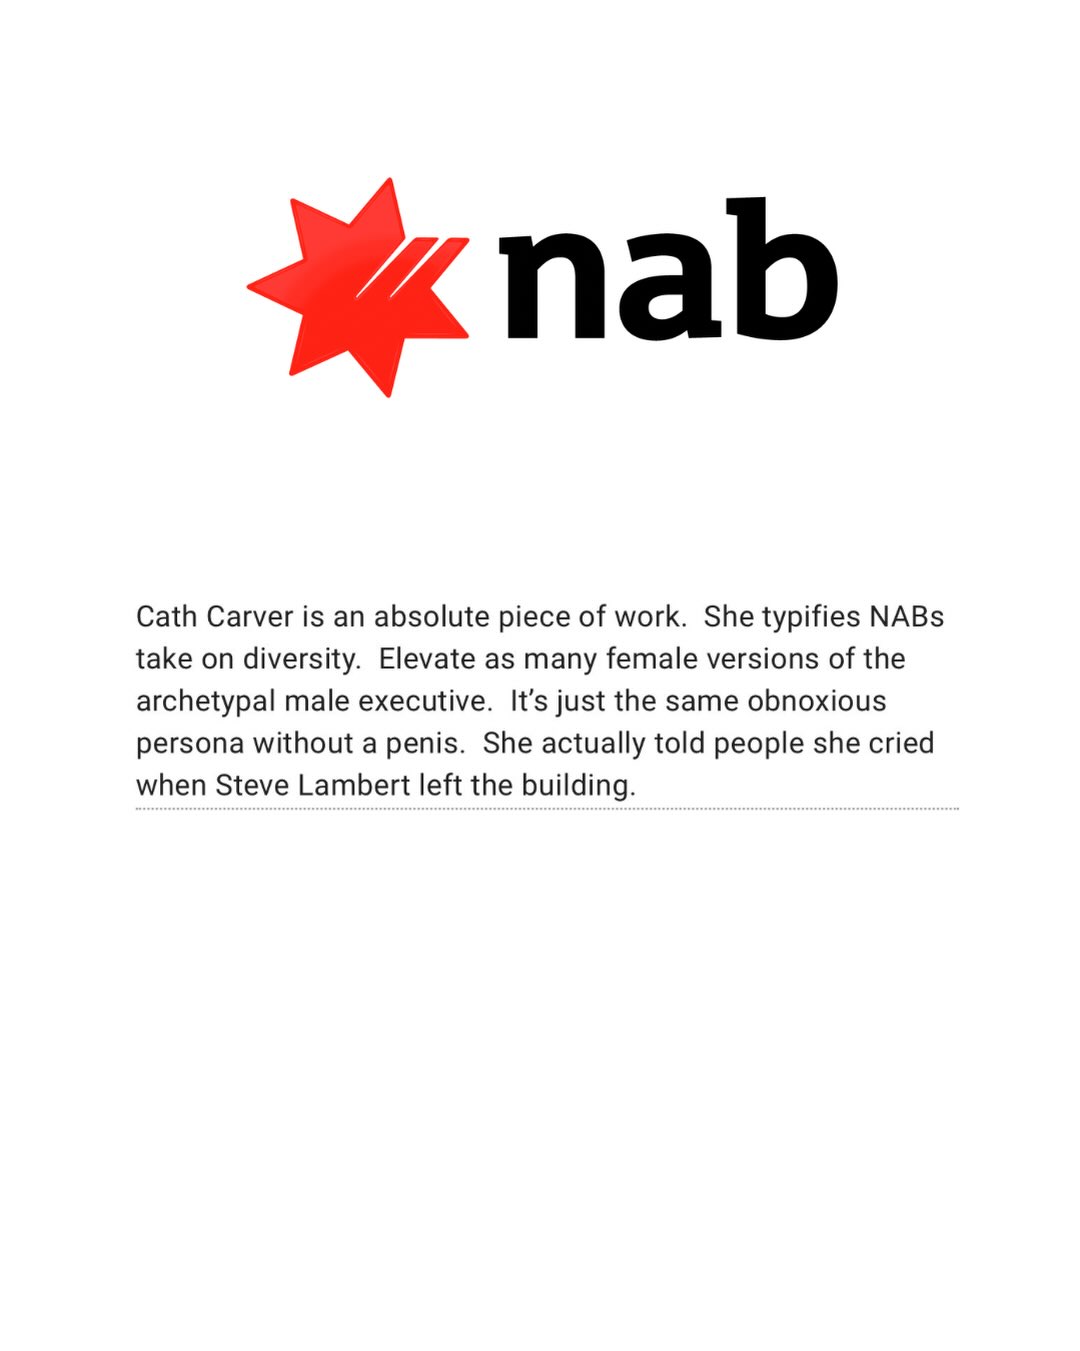 nab
Cath Carver is an absolute piece of work.  She typifies NABs
take on diversity.  Elevate as many female versions of the
archetypal male executive.  It’s just the same obnoxious
persona without a penis.  She actually told people she cried
when Steve Lambert left the building.